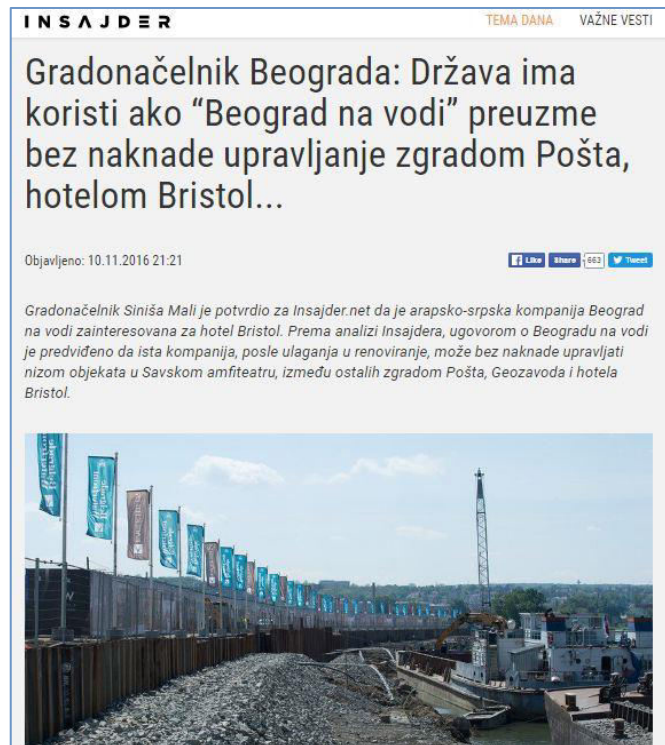 INSAJDER
TEMA DANA VAŽNE VESTI
Gradonačelnik Beograda: Država ima
koristi ako “Beograd na vodi” preuzme
bez naknade upravljanje zgradom Pošta,
hotelom Bristol...
Objavljeno: 10.11.2016 21:21
Like Share 663 Tweet
Gradonačelnik Siniša Mali je potvrdio za Insajder.net da je arapsko-srpska kompanija Beograd
na vodi zainteresovana za hotel Bristol. Prema analizi Insajdera, ugovorom o Beogradu na vodi
je predviđeno da ista kompanija, posle ulaganja u renoviranje, može bez naknade upravljati
nizom objekata u Savskom amfiteatru, između ostalih zgradom Pošta, Geozavoda i hotela
Bristol.